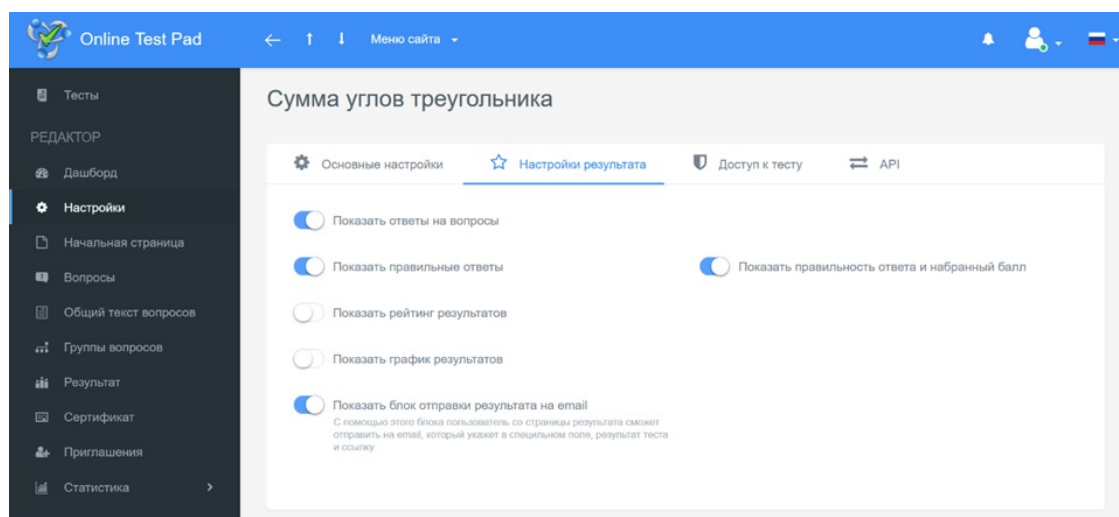 Online Test Pad
Меню сайта
Тесты
РЕДАКТОР
Дашборд
Настройки
Начальная страница
Вопросы
Общий текст вопросов
Группы вопросов
Результат
Сертификат
Приглашения
Статистика
Сумма углов треугольника
Основные настройки
Настройки результата
Доступ к тесту
API
Показать ответы на вопросы
Показать правильные ответы
Показать правильность ответа и набранный балл
Показать рейтинг результатов
Показать график результатов
Показать блок отправки результата на email
С помощью этого блока пользователь со страницы результата сможет
отправить на email, который укажет в специльном поле, результат теста
и ссылку.